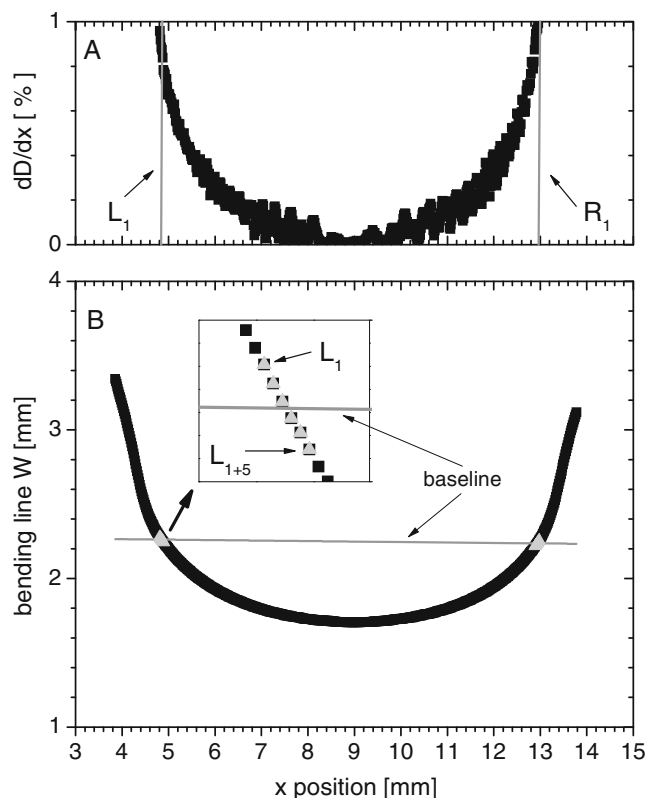 1
A
dD/dx [ % ]
L1
R1
0
4
B
L1
3
L1+5
baseline
bending line W [mm]
2
1
3 4 5 6 7 8 9 10 11 12 13 14 15
x position [mm]